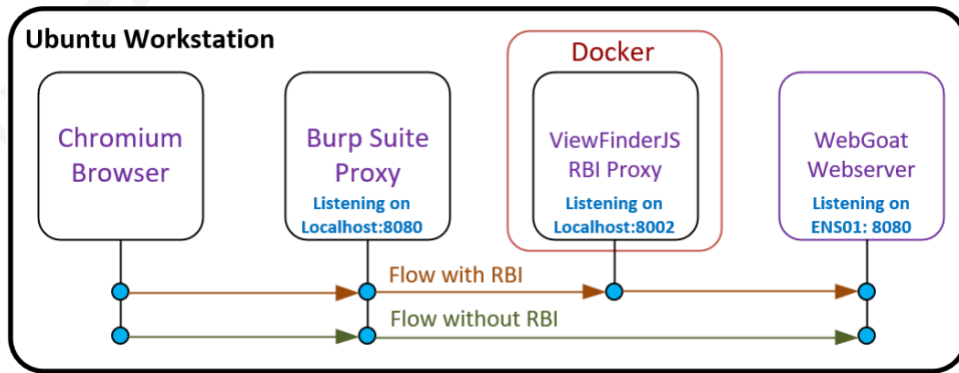 Ubuntu Workstation
Docker
Chromium
Browser
Burp Suite
Proxy
Listening on
Localhost:8080
ViewFinderJS
RBI Proxy
Listening on
Localhost:8002
WebGoat
Webserver
Listening on
ENS01: 8080
Flow with RBI
Flow without RBI